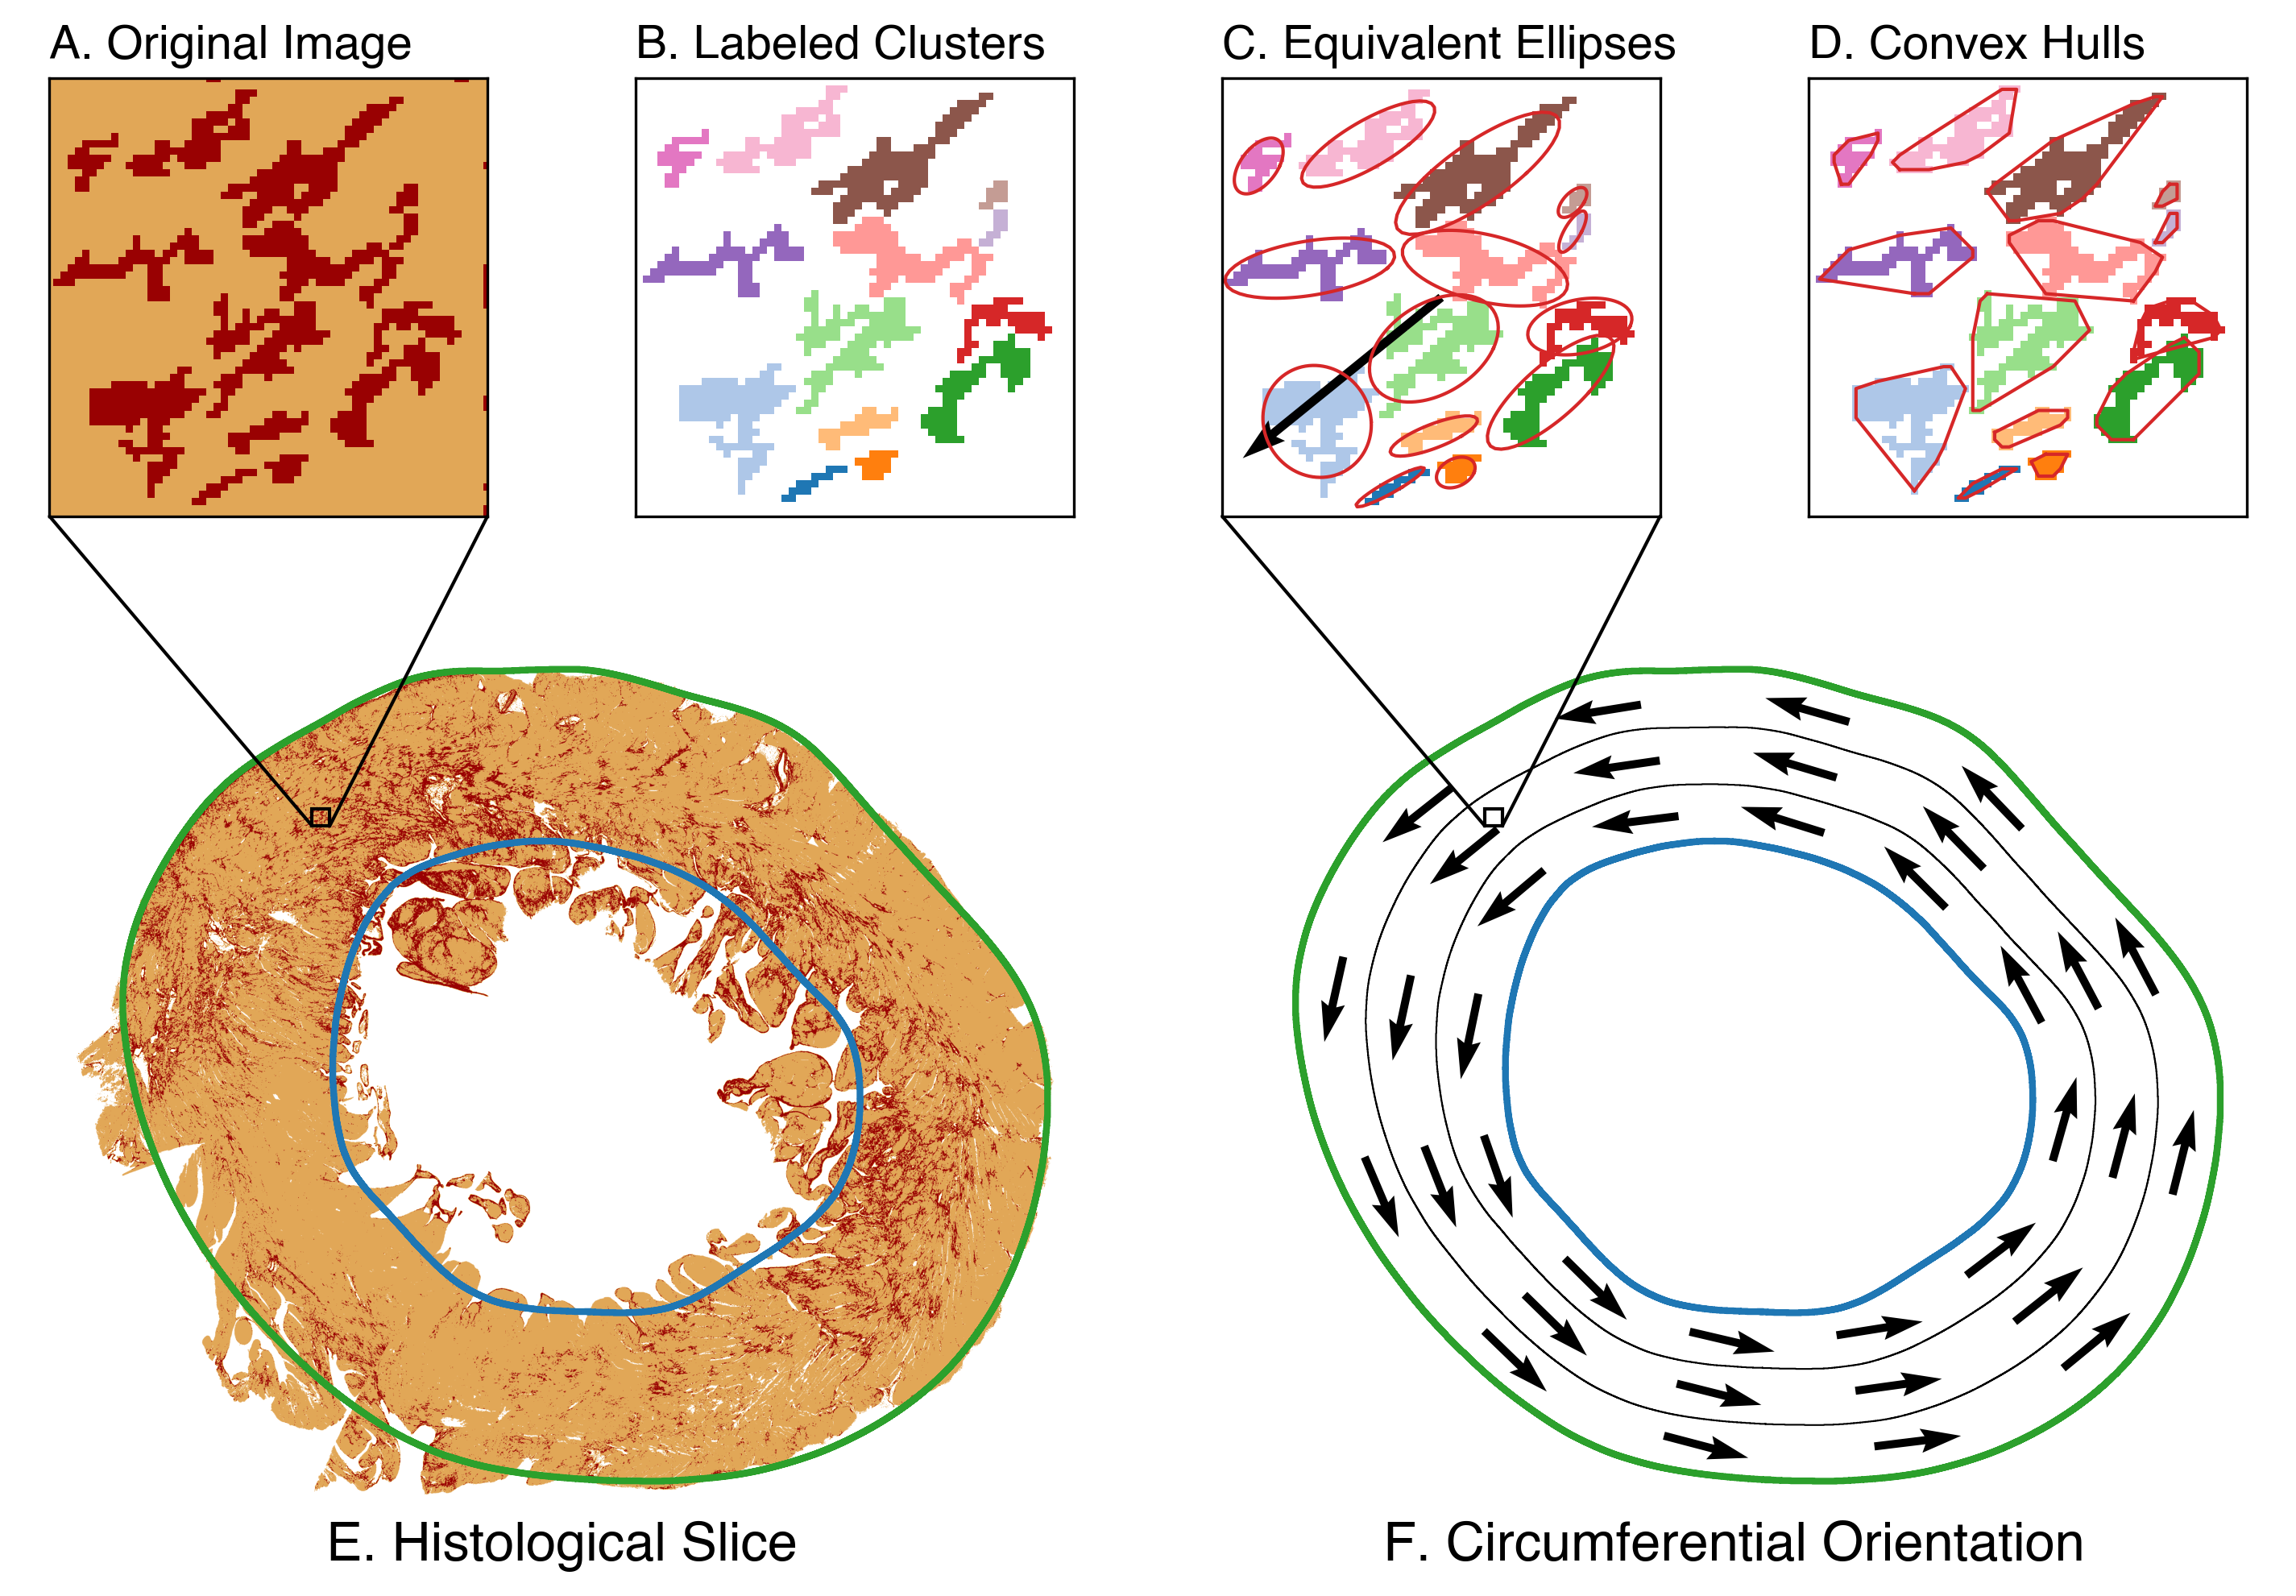 A. Original Image
B. Labeled Clusters
C. Equivalent Ellipses
D. Convex Hulls
E. Histological Slice
F. Circumferential Orientation